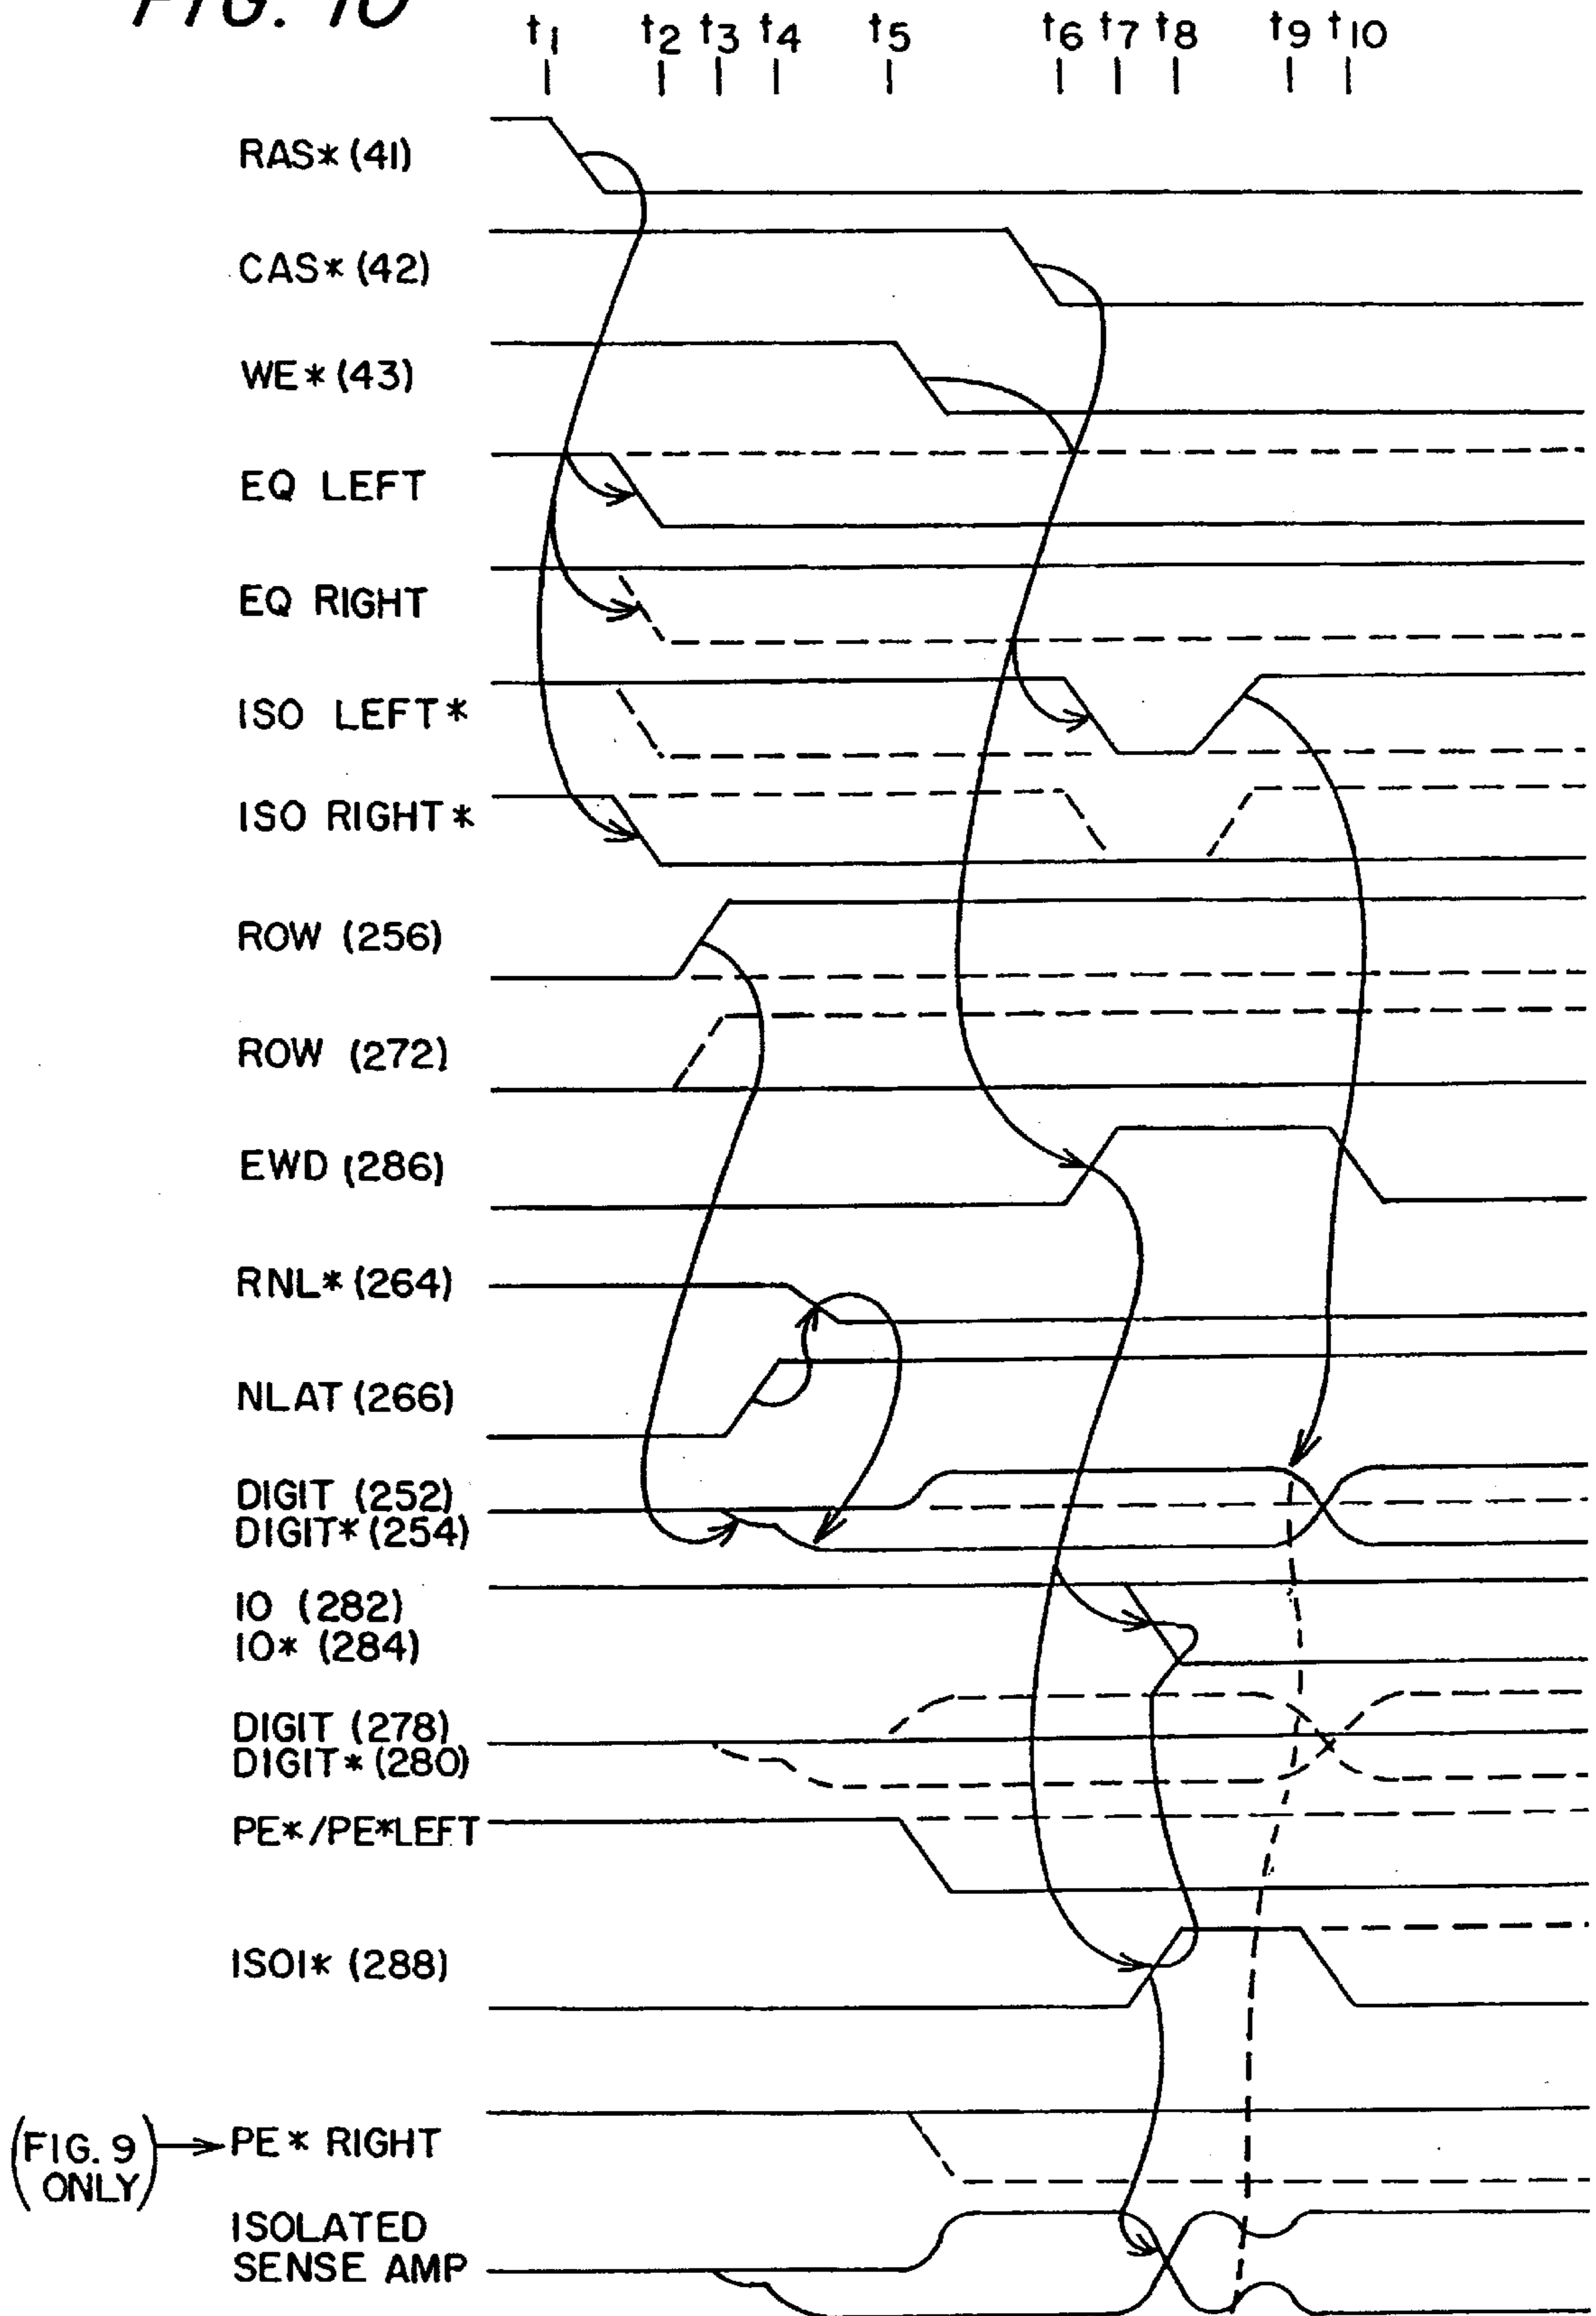 FIG. 10
t1 t2 t3 t4 t5 t6 t7 t8 t9 t10
RAS* (41)
CAS* (42)
WE* (43)
EQ LEFT
EQ RIGHT
ISO LEFT*
ISO RIGHT*
ROW (256)
ROW (272)
EWD (286)
RNL* (264)
NLAT (266)
DIGIT (252)
DIGIT* (254)
IO (282)
IO* (284)
DIGIT (278)
DIGIT* (280)
PE*/PE*LEFT
ISOI* (288)
(FIG. 9 ONLY) PE* RIGHT
ISOLATED
SENSE AMP